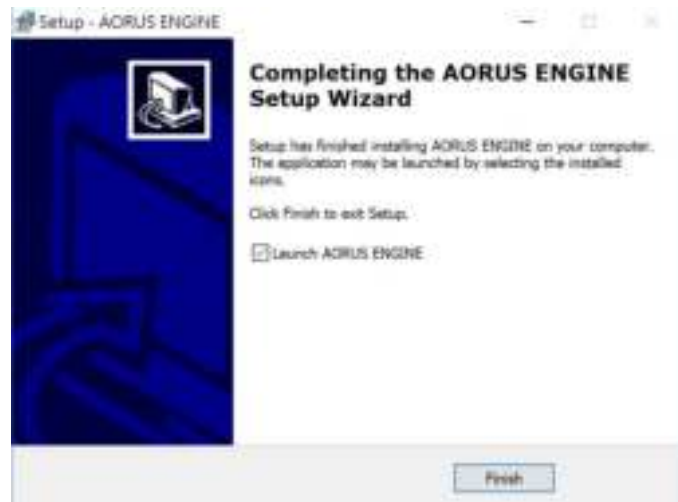 Setup - AORUS ENGINE
Completing the AORUS ENGINE
Setup Wizard
Setup has finished installing AORUS ENGINE on your computer.
The application may be launched by selecting the installed
icons.
Click Finish to exit Setup.
Launch AORUS ENGINE
Finish